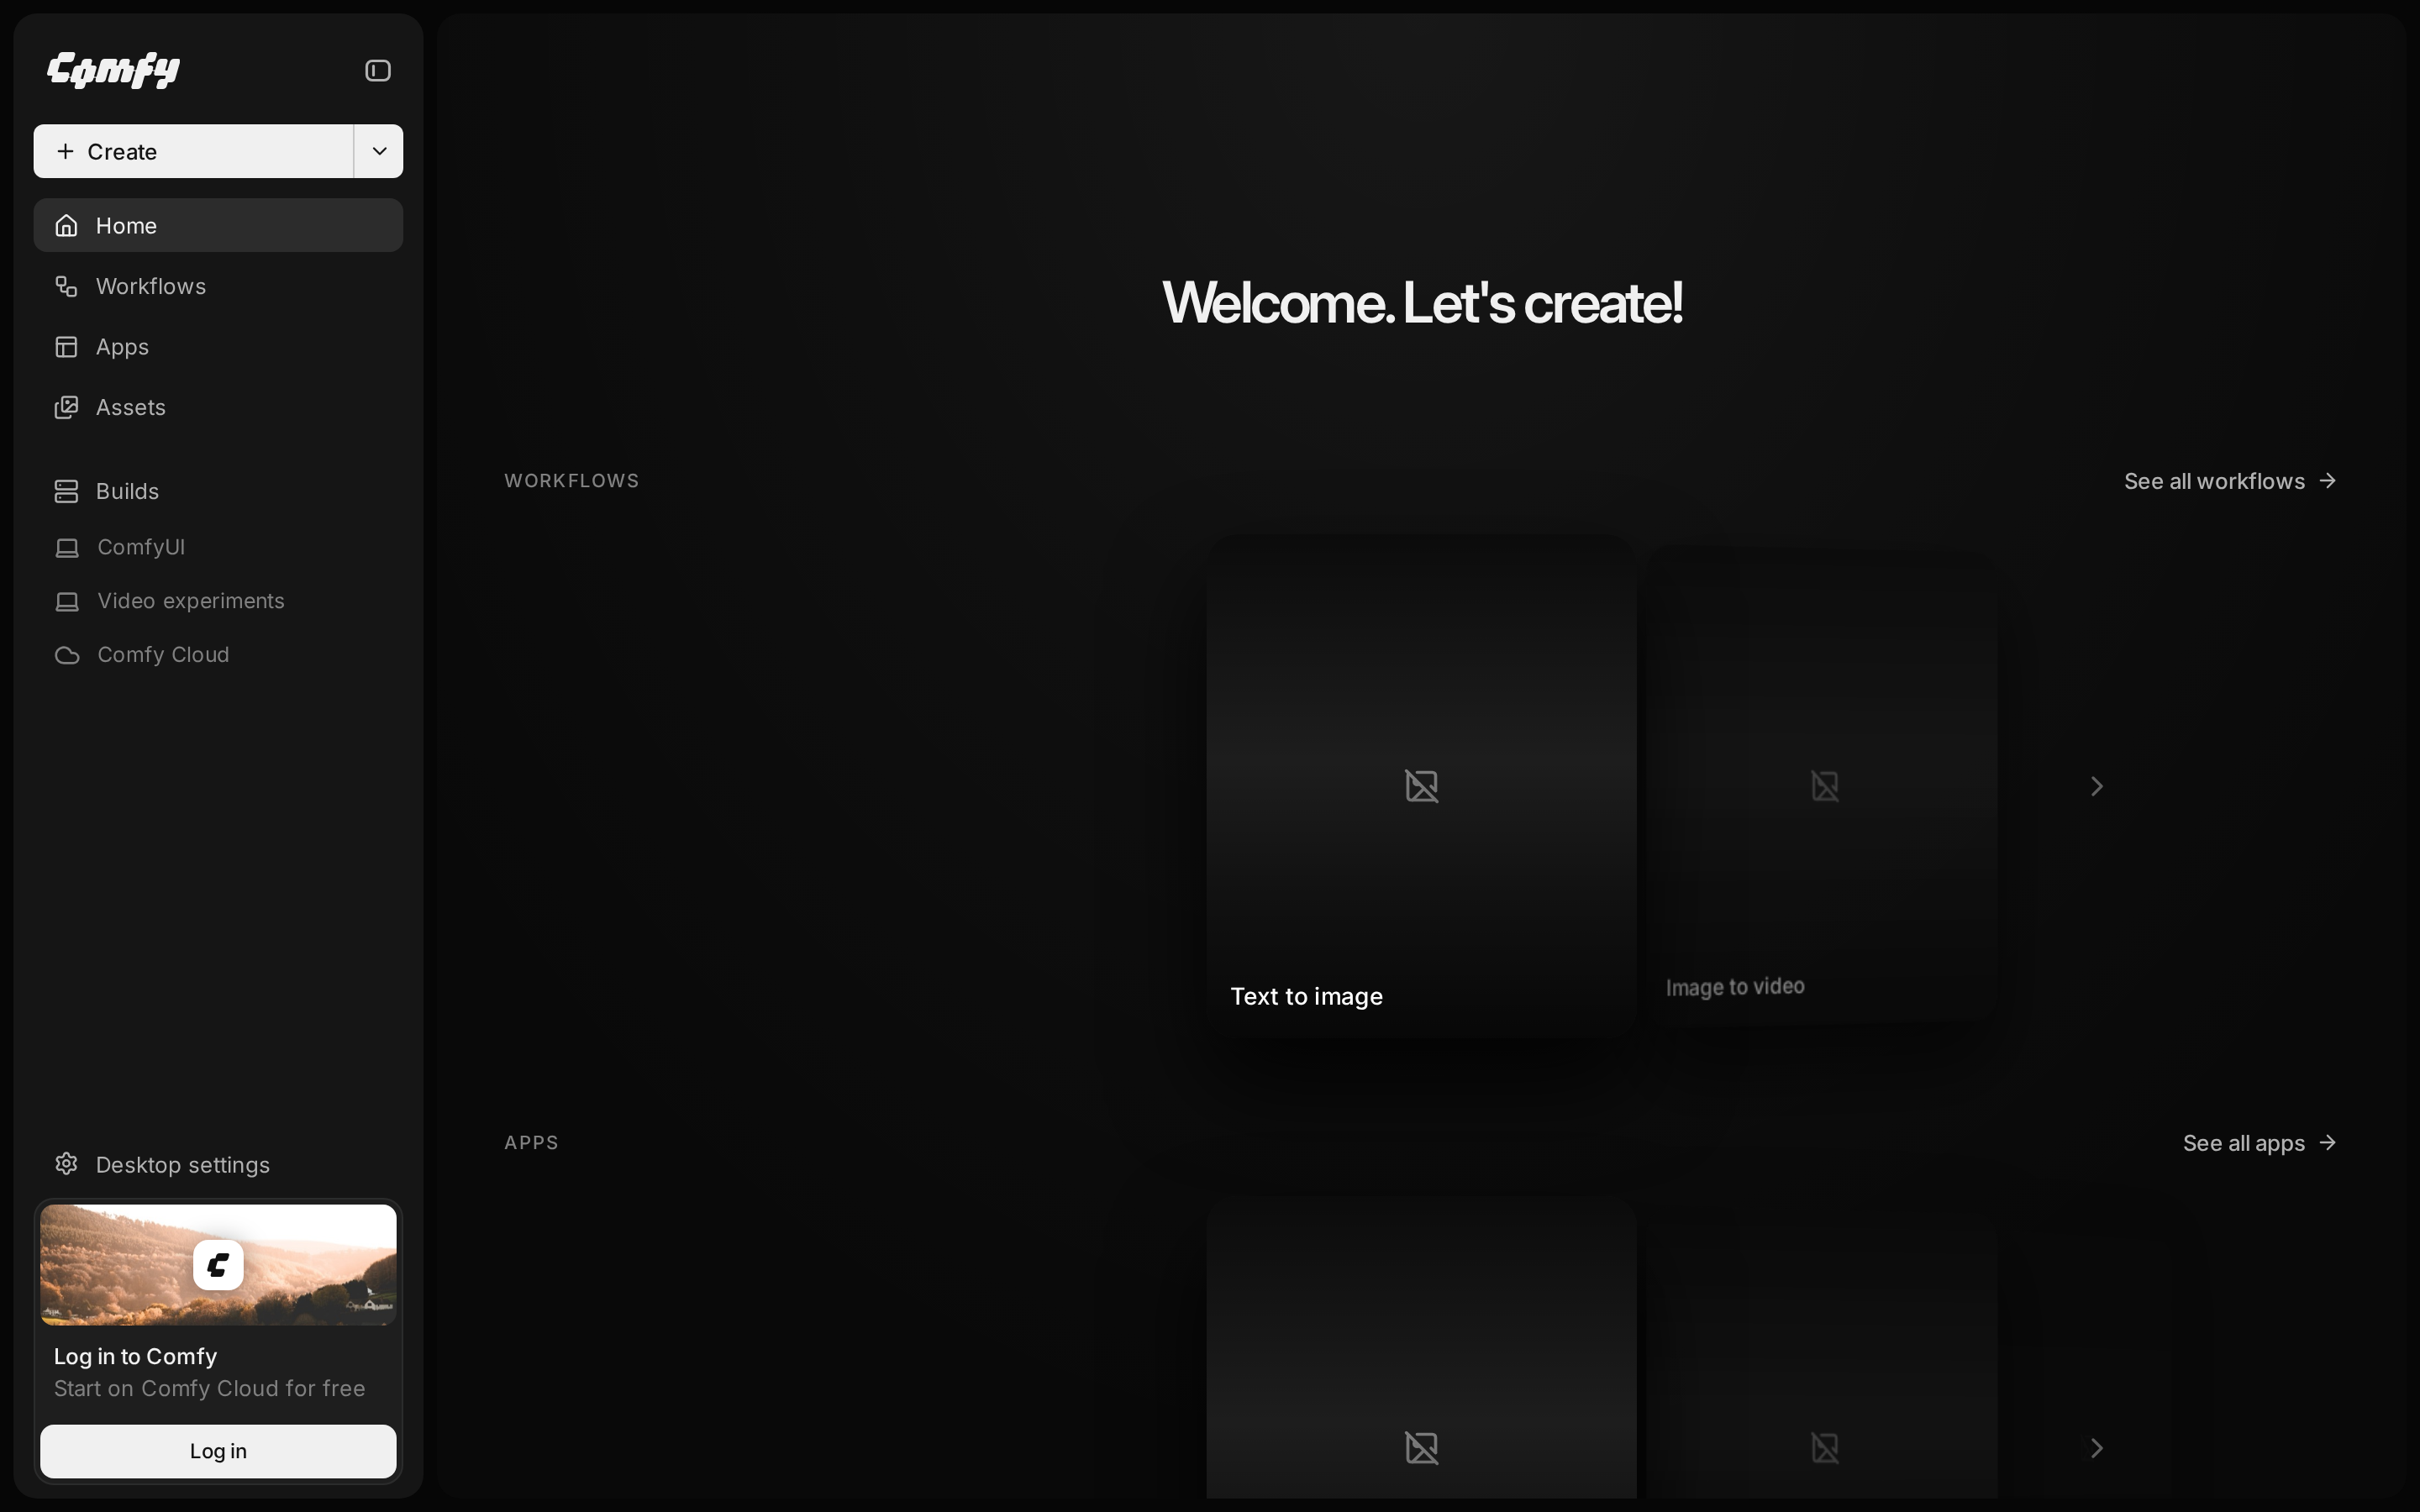 Comfy
Create
Home
Workflows
Apps
Assets
Builds
ComfyUI
Video experiments
Comfy Cloud
Desktop settings
Log in to Comfy
Start on Comfy Cloud for free
Log in
Welcome. Let's create!
WORKFLOWS
See all workflows
Text to image
Image to video
APPS
See all apps